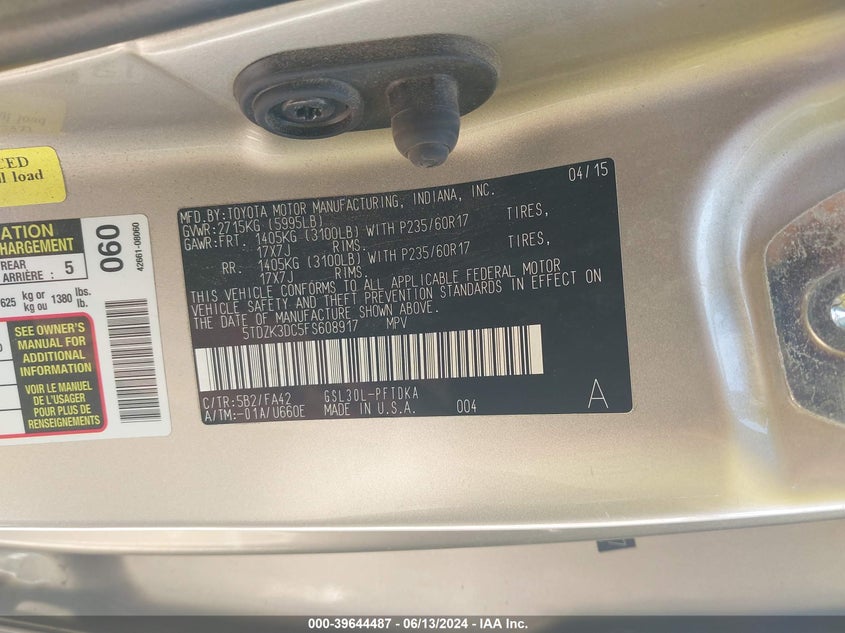 CED
l load
ATION
CHARGEMENT
REAR
ARRIÈRE : 5
625 kg or kg ou 1380 lbs. lb.
060
42661-08060
SEE OWNER'S
MANUAL FOR
ADDITIONAL
INFORMATION
VOIR LE MANUEL
DE L'USAGER
POUR PLUS DE
RENSEIGNEMENTS
04/15
MFD.BY:TOYOTA MOTOR MANUFACTURING, INDIANA, INC.
GVWR:2715KG (5995LB)
GAWR:FRT. 1405KG (3100LB) WITH P235/60R17 TIRES,
17X7J RIMS.
RR. 1405KG (3100LB) WITH P235/60R17 TIRES,
17X7J RIMS.
THIS VEHICLE CONFORMS TO ALL APPLICABLE FEDERAL MOTOR
VEHICLE SAFETY AND THEFT PREVENTION STANDARDS IN EFFECT ON
THE DATE OF MANUFACTURE SHOWN ABOVE.
5TDZK3DC5FS608917 MPV
C/TR:5B2/FA42 GSL30L-PFTDKA
A/TM:-01A/U660E MADE IN U.S.A. 004 A
000-39644487 - 06/13/2024 - IAA Inc.